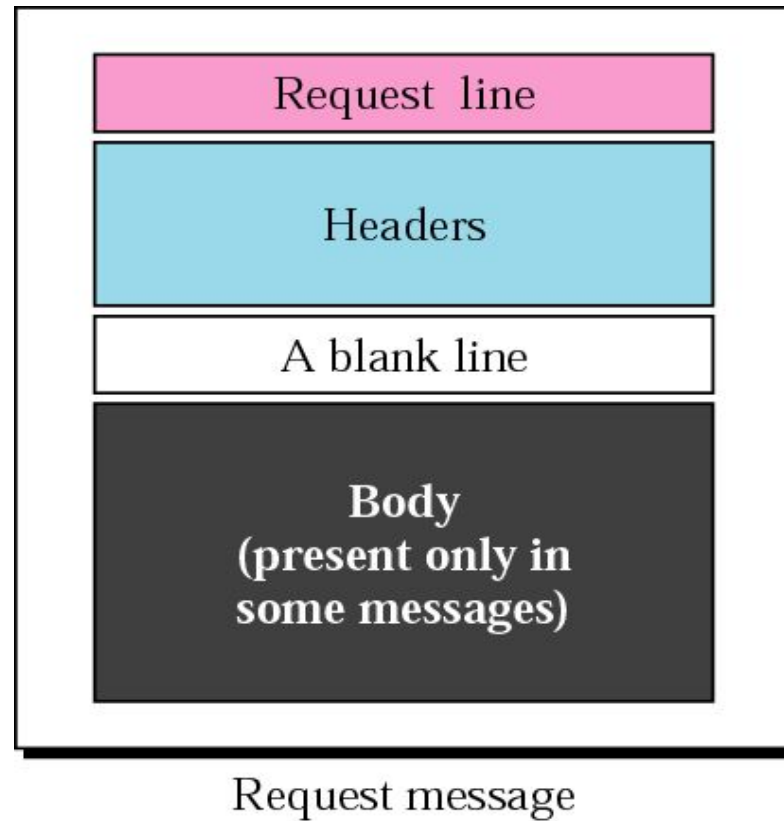 Request line
Headers
A blank line
Body
(present only in
some messages)
Request message